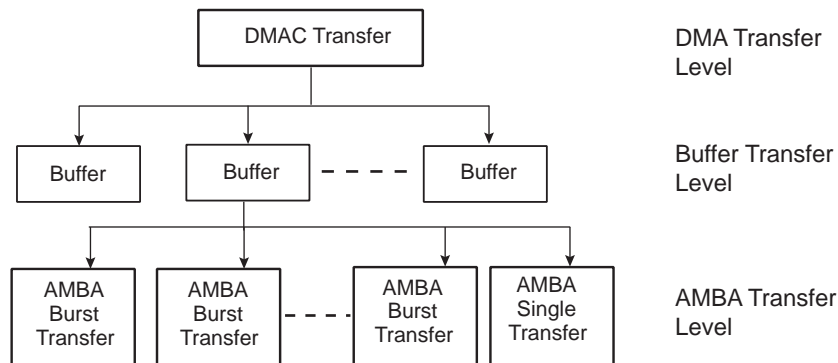 DMAC Transfer
DMA Transfer
Level
Buffer
Buffer
Buffer
Buffer Transfer
Level
AMBA
Burst
Transfer
AMBA
Burst
Transfer
AMBA
Burst
Transfer
AMBA
Single
Transfer
AMBA Transfer
Level